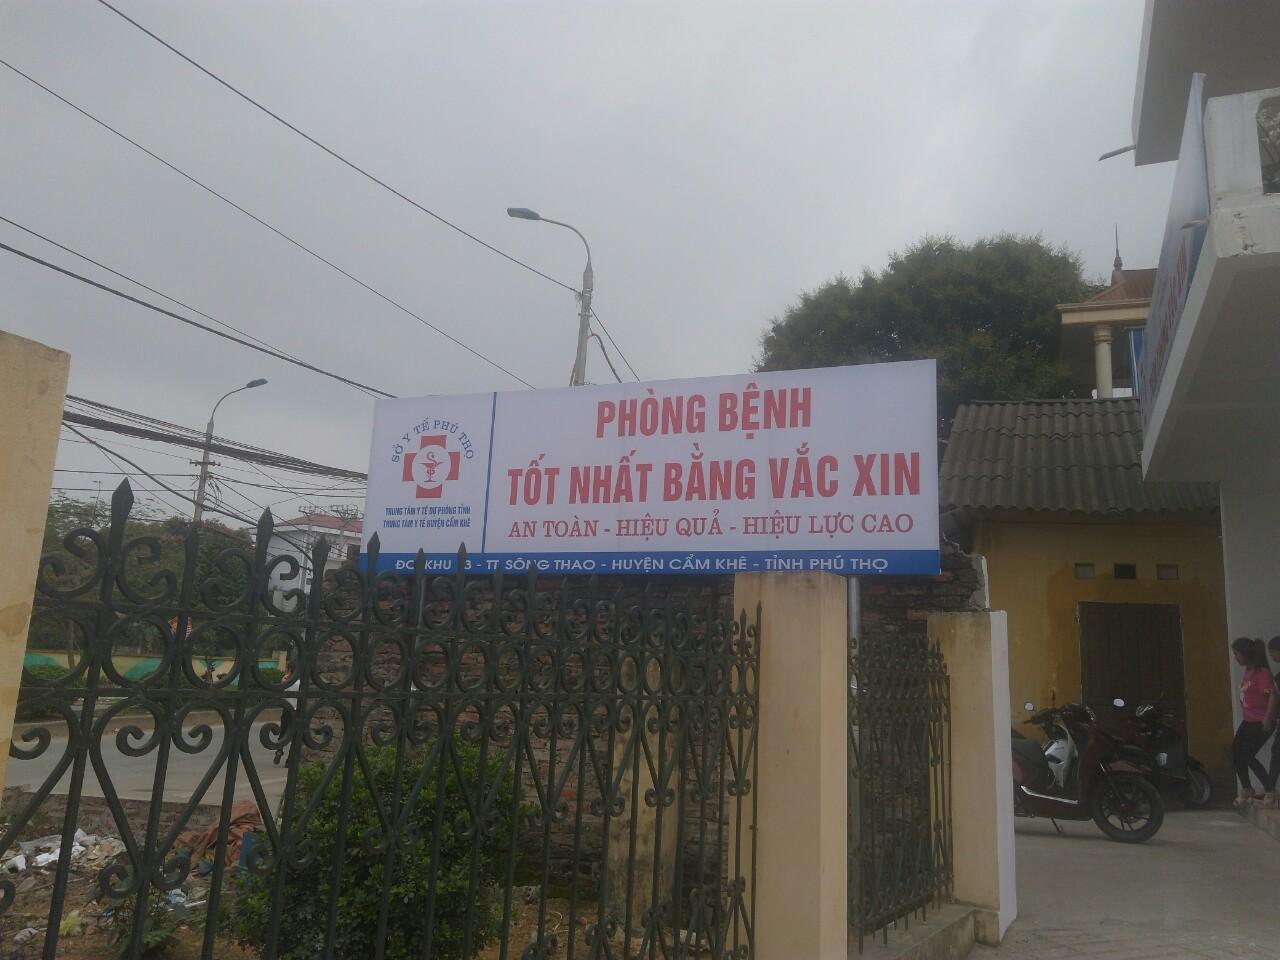 SỞ Y TẾ PHÚ THỌ
TRUNG TÂM Y TẾ DỰ PHÒNG TỈNH
TRUNG TÂM Y TẾ HUYỆN CẨM KHÊ
PHÒNG BỆNH
TỐT NHẤT BẰNG VẮC XIN
AN TOÀN - HIỆU QUẢ - HIỆU LỰC CAO
KHU - TT SÔNG THAO - HUYỆN CẨM KHÊ - TỈNH PHÚ THỌ
VẮC XIN